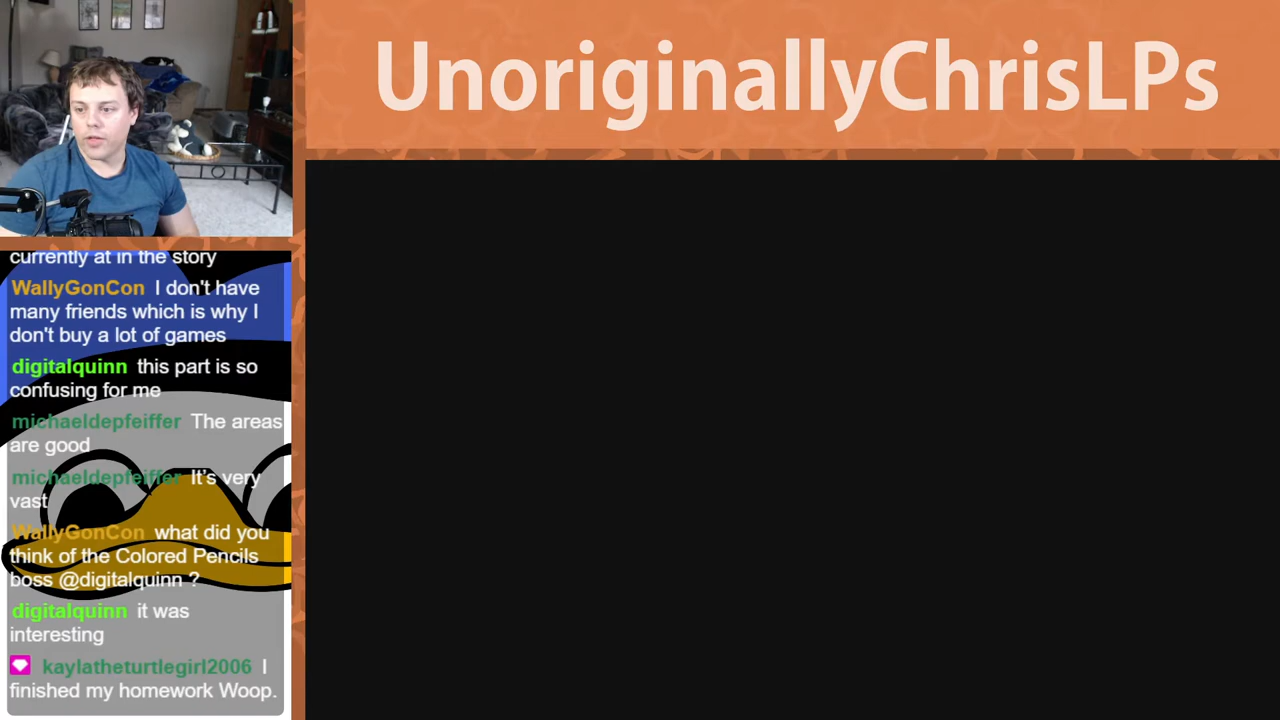 UnoriginallyChrisLPs
currently at in the story
WallyGonCon I don't have
many friends which is why I
don't buy a lot of games
digitalquinn this part is so
confusing for me
michaeldepfeiffer The areas
are good
michaeldepfeiffer It's very
vast
WallyGonCon what did you
think of the Colored Pencils
boss @digitalquinn ?
digitalquinn it was
interesting
kaylatheturtlegirl2006 I
finished my homework Woop.